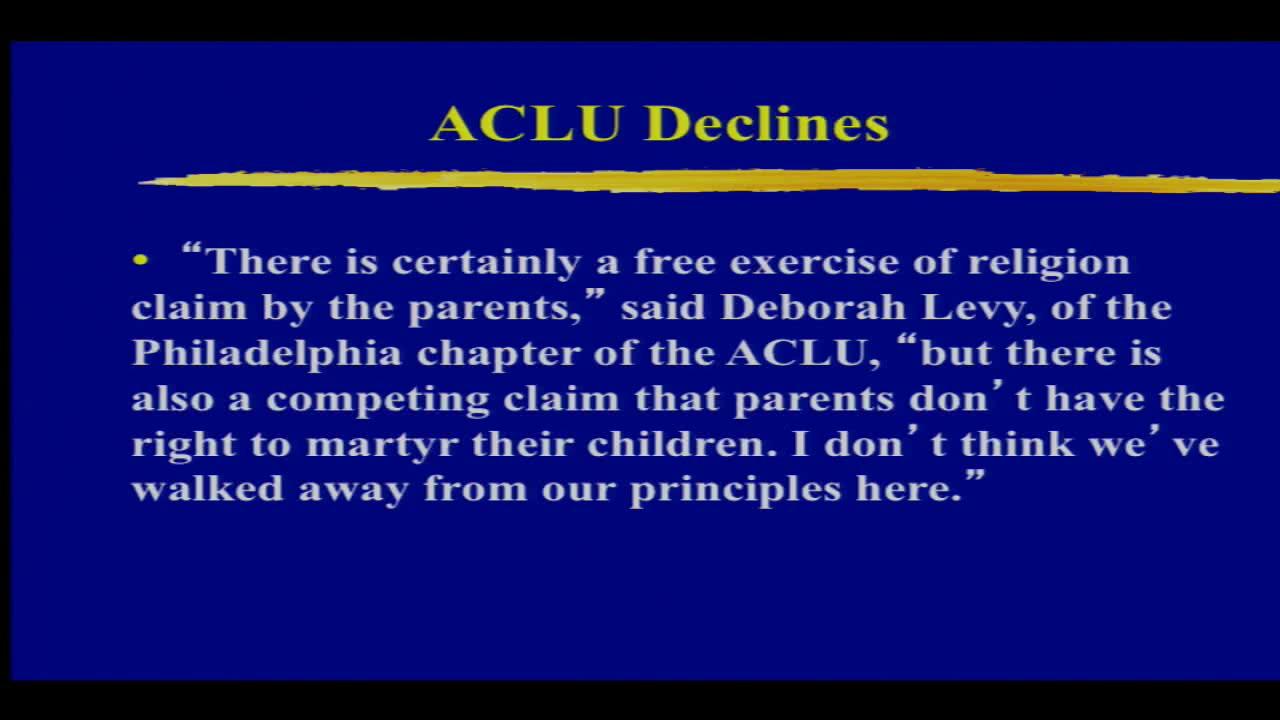 ACLU Declines
• “There is certainly a free exercise of religion
claim by the parents,” said Deborah Levy, of the
Philadelphia chapter of the ACLU, “but there is
also a competing claim that parents don’t have the
right to martyr their children. I don’t think we’ve
walked away from our principles here.”